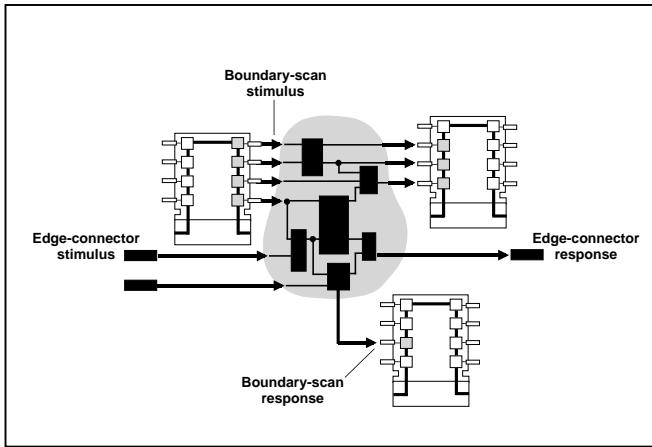 Boundary-scan
stimulus
Edge-connector
stimulus
Edge-connector
response
Boundary-scan
response